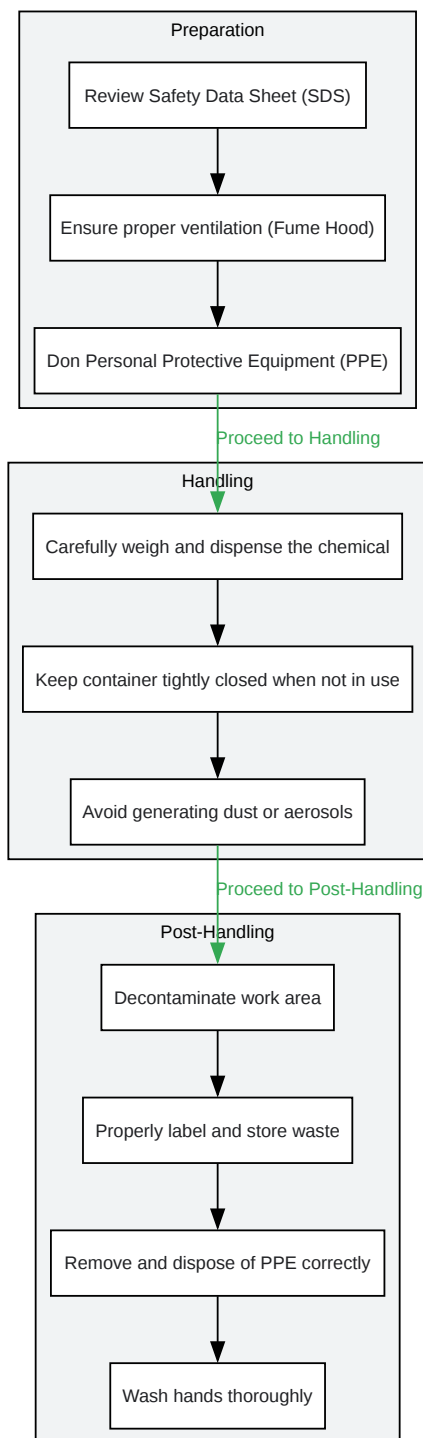 Preparation
Review Safety Data Sheet (SDS)
Ensure proper ventilation (Fume Hood)
Don Personal Protective Equipment (PPE)
Proceed to Handling
Handling
Carefully weigh and dispense the chemical
Keep container tightly closed when not in use
Avoid generating dust or aerosols
Proceed to Post-Handling
Post-Handling
Decontaminate work area
Properly label and store waste
Remove and dispose of PPE correctly
Wash hands thoroughly